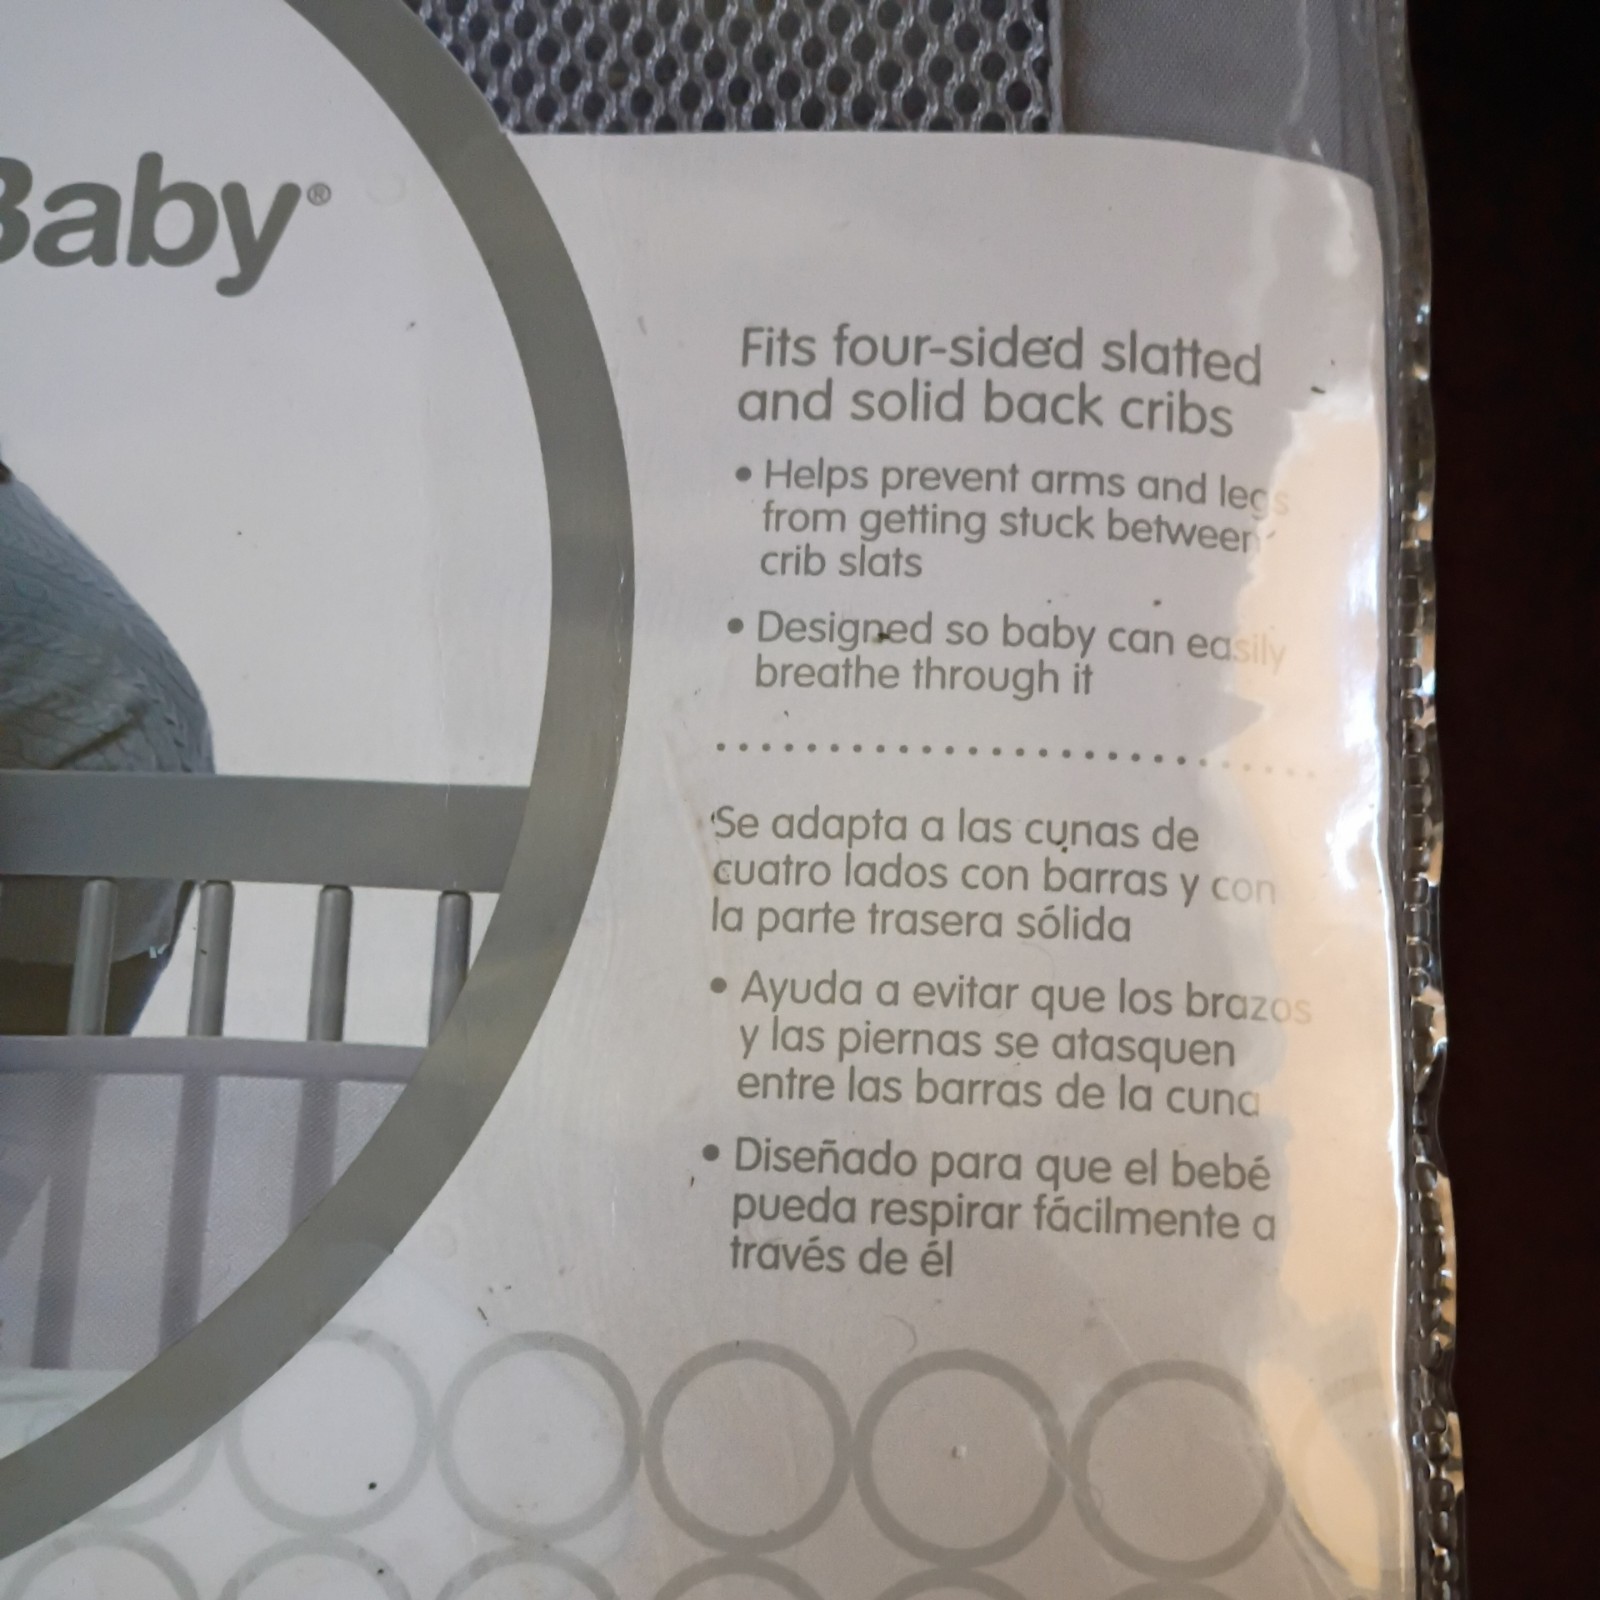 Baby®
Fits four-sided slatted
and solid back cribs
• Helps prevent arms and legs
from getting stuck between
crib slats
• Designed so baby can easily
breathe through it
Se adapta a las cunas de
cuatro lados con barras y con
la parte trasera sólida
• Ayuda a evitar que los brazos
y las piernas se atasquen
entre las barras de la cuna
• Diseñado para que el bebé
pueda respirar fácilmente a
través de él